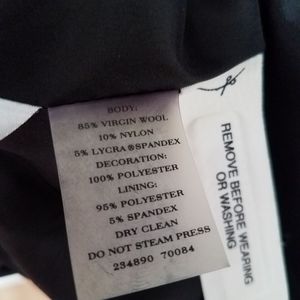 BODY:
85% VIRGIN WOOL
10% NYLON
5% LYCRA®SPANDEX
DECORATION:
100% POLYESTER
LINING:
95% POLYESTER
5% SPANDEX
DRY CLEAN
DO NOT STEAM PRESS
234890 70084
REMOVE BEFORE WEARING
OR WASHING